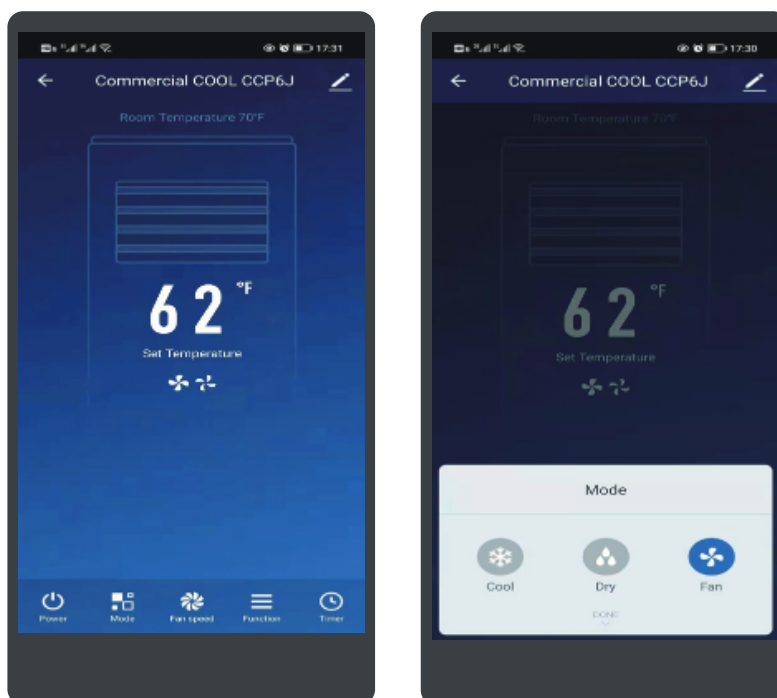 17:31
Commercial COOL CCP6J
Room Temperature 70°F
62 °F
Set Temperature
Power
Mode
Fan speed
Function
Timer
17:30
Commercial COOL CCP6J
Room Temperature 70°F
62 °F
Set Temperature
Mode
Cool
Dry
Fan
DONE